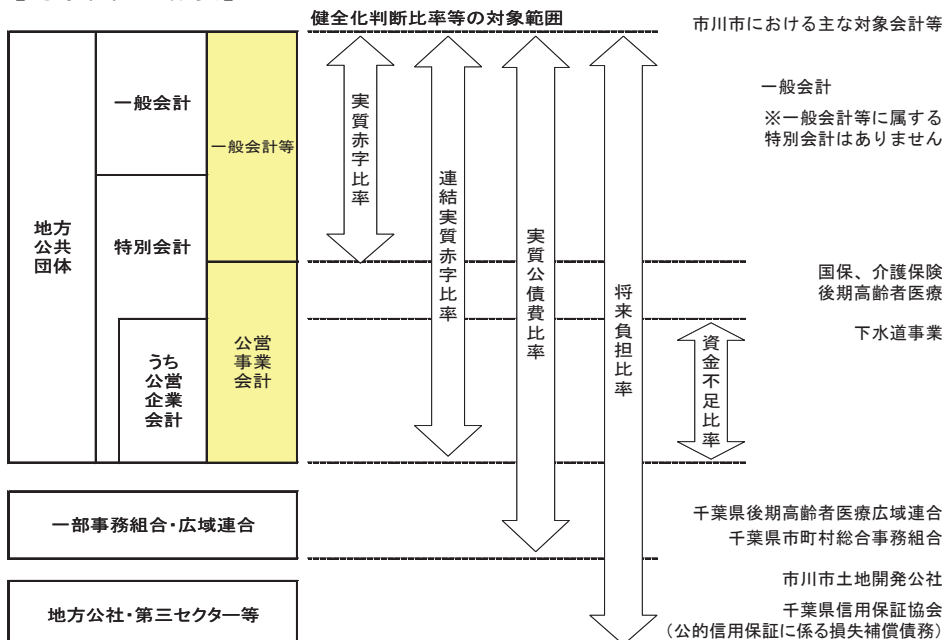 健全化判断比率等の対象範囲
市川市における主な対象会計等
地方
公共
団体
一般会計
特別会計
うち
公営
企業
会計
一般会計等
公営
事業
会計
実質赤字比率
連結実質赤字比率
実質公債費比率
将来負担比率
資金不足比率
一般会計
※一般会計等に属する
特別会計はありません
国保、介護保険
後期高齢者医療
下水道事業
一部事務組合・広域連合
千葉県後期高齢者医療広域連合
千葉県市町村総合事務組合
地方公社・第三セクター等
市川市土地開発公社
千葉県信用保証協会
(公的信用保証に係る損失補償債務)